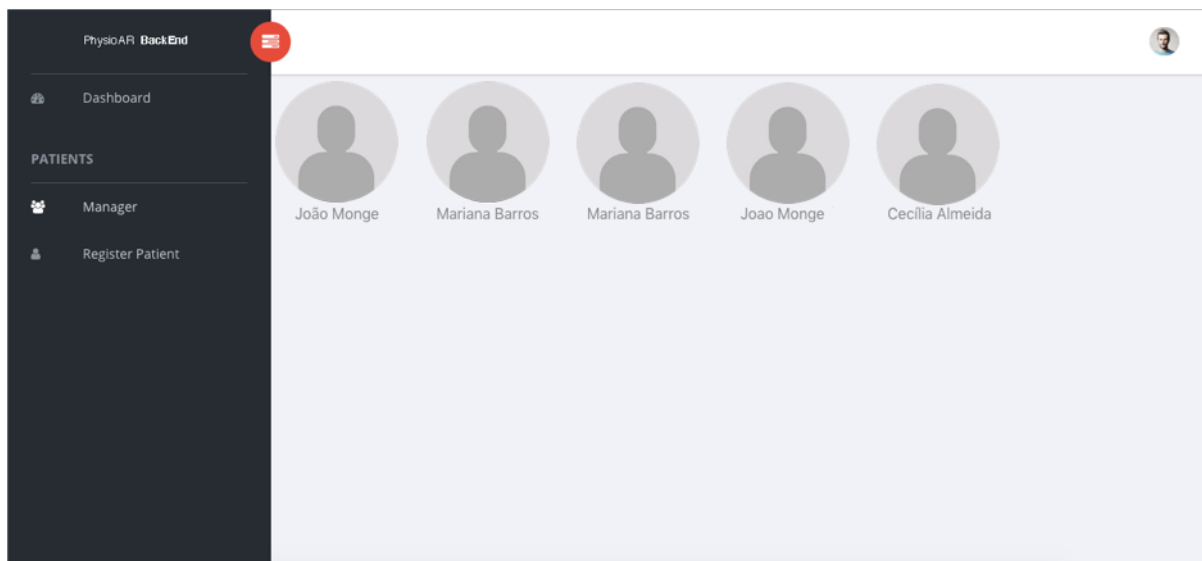 PhysioAR BackEnd
Dashboard
PATIENTS
Manager
Register Patient
João Monge
Mariana Barros
Mariana Barros
Joao Monge
Cecília Almeida